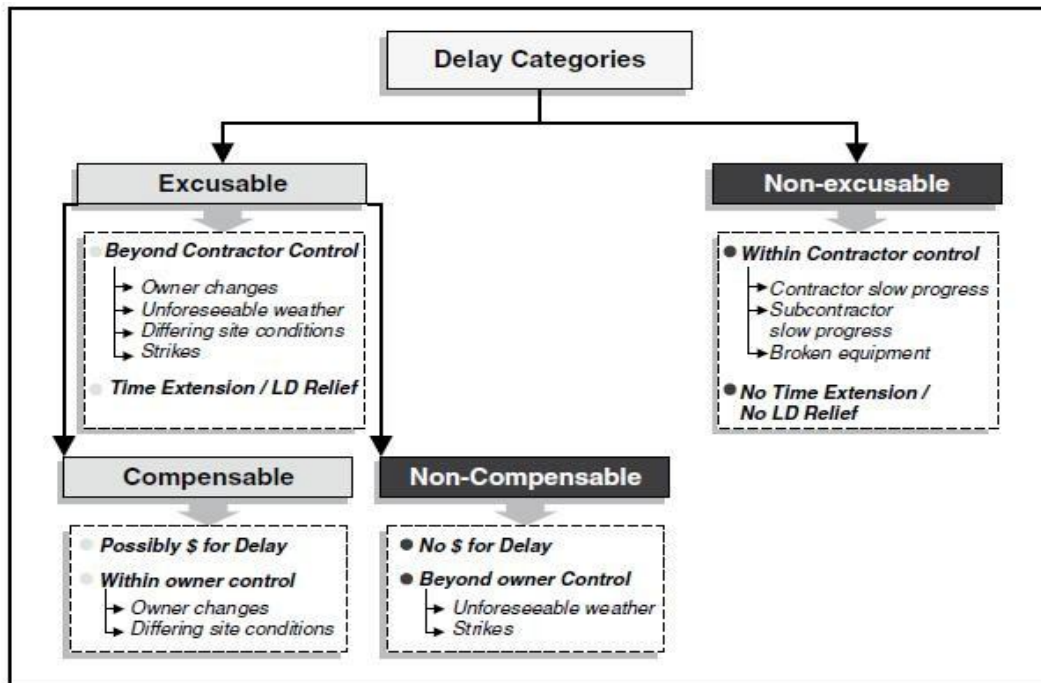 Delay Categories
Excusable
Beyond Contractor Control
Owner changes
Unforeseeable weather
Differing site conditions
Strikes
Time Extension / LD Relief
Non-excusable
Within Contractor control
Contractor slow progress
Subcontractor
slow progress
Broken equipment
No Time Extension /
No LD Relief
Compensable
Possibly $ for Delay
Within owner control
Owner changes
Differing site conditions
Non-Compensable
No $ for Delay
Beyond owner Control
Unforeseeable weather
Strikes